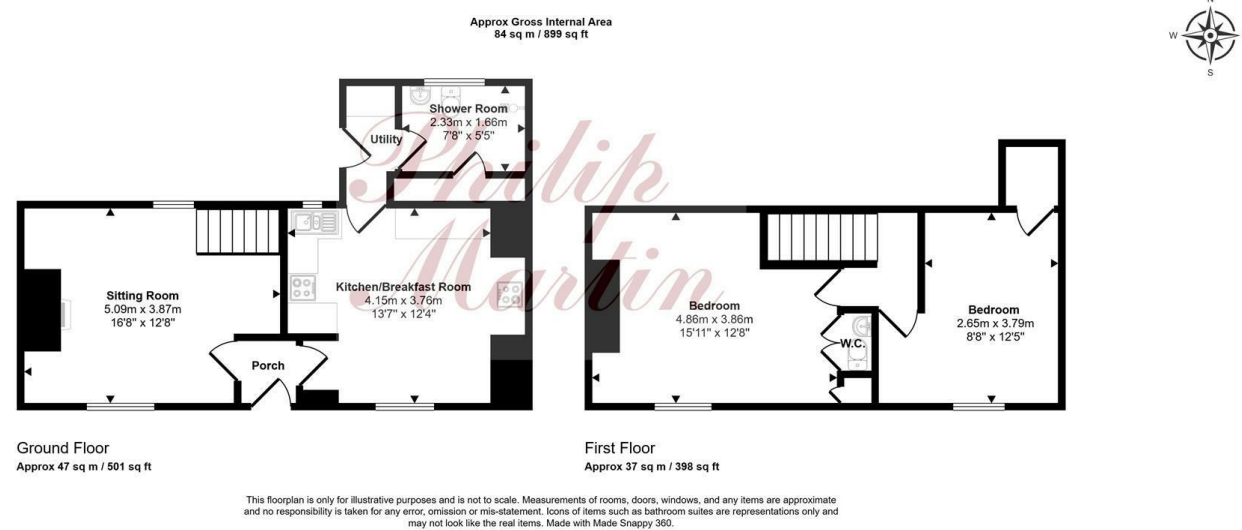 Approx Gross Internal Area
84 sq m / 899 sq ft
N
W
S
Shower Room
2.33m x 1.66m
7'8" x 5'5"
Utility
Philip
Martin
Kitchen/Breakfast Room
4.15m x 3.76m
13'7" x 12'4"
Sitting Room
5.09m x 3.87m
16'8" x 12'8"
Porch
Bedroom
4.86m x 3.86m
15'11" x 12'8"
Bedroom
2.65m x 3.79m
8'8" x 12'5"
W.C.
Ground Floor
Approx 47 sq m / 501 sq ft
First Floor
Approx 37 sq m / 398 sq ft
This floorplan is only for illustrative purposes and is not to scale. Measurements of rooms, doors, windows, and any items are approximate
and no responsibility is taken for any error, omission or mis-statement. Icons of items such as bathroom suites are representations only and
may not look like the real items. Made with Made Snappy 360.